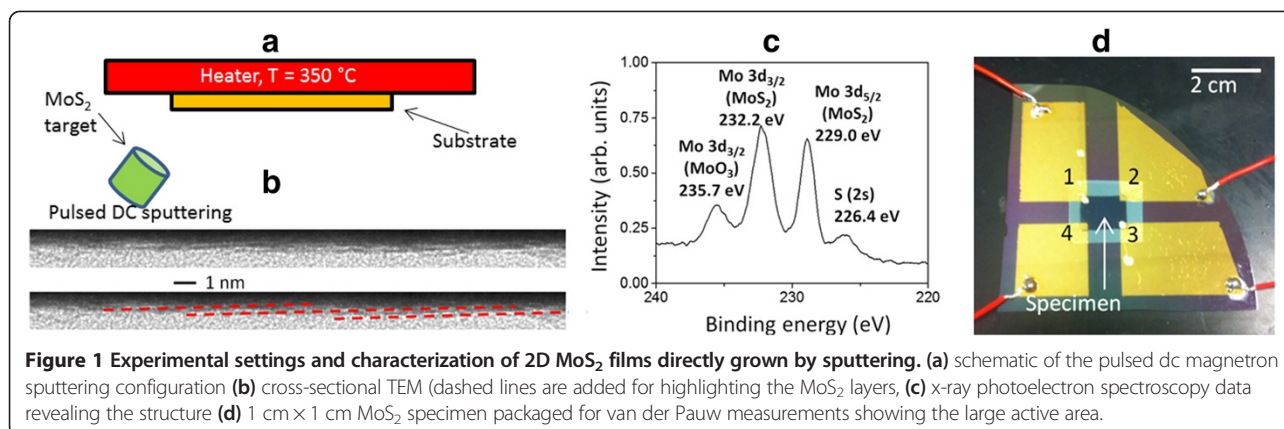 a
Heater, T = 350 °C
MoS₂
target
Substrate
Pulsed DC sputtering
b
1 nm
c
Intensity (arb. units)
1.00
0.75
0.50
0.25
0.00
Mo 3d₃/₂
(MoS₂)
232.2 eV
Mo 3d₅/₂
(MoS₂)
229.0 eV
Mo 3d₃/₂
(MoO₃)
235.7 eV
S (2s)
226.4 eV
240 229 228 220
Binding energy (eV)
d
2 cm
1 2
4 3
Specimen
Figure 1 Experimental settings and characterization of 2D MoS₂ films directly grown by sputtering. (a) schematic of the pulsed dc magnetron
sputtering configuration (b) cross-sectional TEM (dashed lines are added for highlighting the MoS₂ layers, (c) x-ray photoelectron spectroscopy data
revealing the structure (d) 1 cm × 1 cm MoS₂ specimen packaged for van der Pauw measurements showing the large active area.